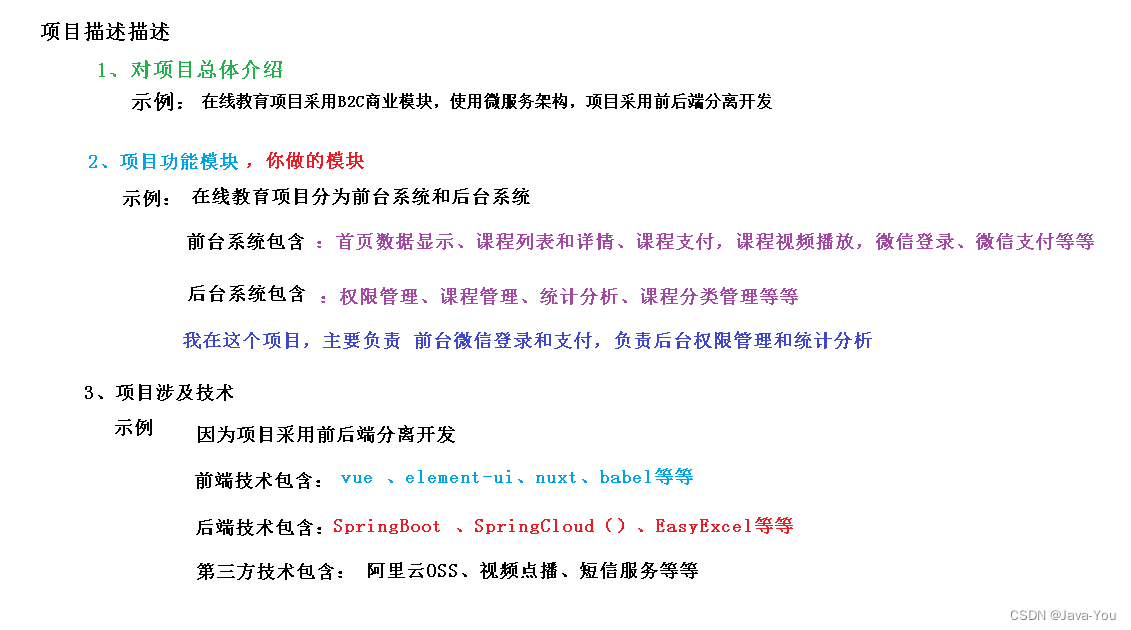 项目描述描述
1、对项目总体介绍
示例： 在线教育项目采用B2C商业模块，使用微服务架构，项目采用前后端分离开发
2、项目功能模块 ，你做的模块
示例： 在线教育项目分为前台系统和后台系统
前台系统包含 ：首页数据显示、课程列表和详情、课程支付，课程视频播放，微信登录、微信支付等等
后台系统包含 ：权限管理、课程管理、统计分析、课程分类管理等等
我在这个项目，主要负责 前台微信登录和支付，负责后台权限管理和统计分析
3、项目涉及技术
示例 因为项目采用前后端分离开发
前端技术包含： vue 、element-ui、nuxt、babel等等
后端技术包含：SpringBoot 、SpringCloud（）、EasyExcel等等
第三方技术包含： 阿里云OSS、视频点播、短信服务等等
CSDN @Java-You